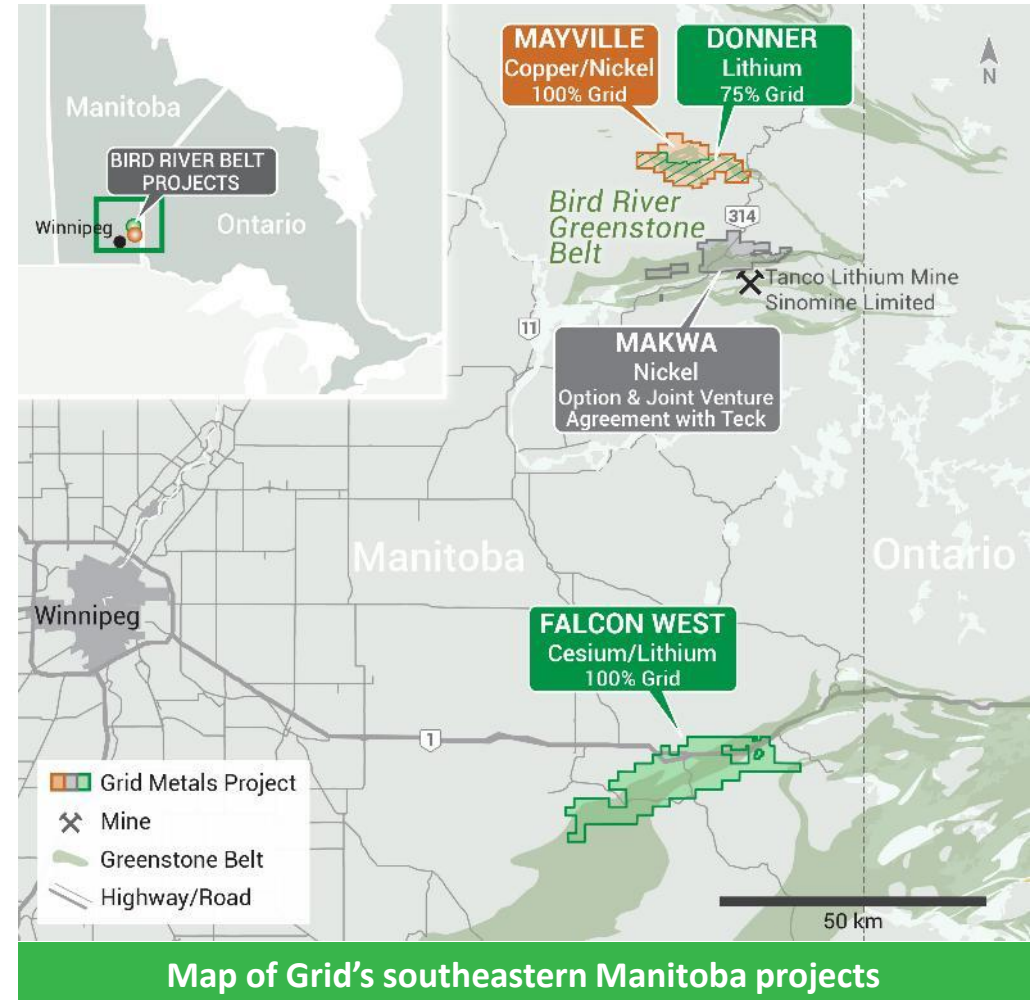 MAYVILLE
Copper/Nickel
100% Grid
DONNER
Lithium
75% Grid
N
Manitoba
BIRD RIVER BELT
PROJECTS
Winnipeg
Ontario
Bird River
Greenstone
Belt
314
Tanco Lithium Mine
Sinomine Limited
11
MAKWA
Nickel
Option & Joint Venture
Agreement with Teck
Manitoba
Ontario
Winnipeg
FALCON WEST
Cesium/Lithium
100% Grid
1
Grid Metals Project
Mine
Greenstone Belt
Highway/Road
50 km
Map of Grid’s southeastern Manitoba projects